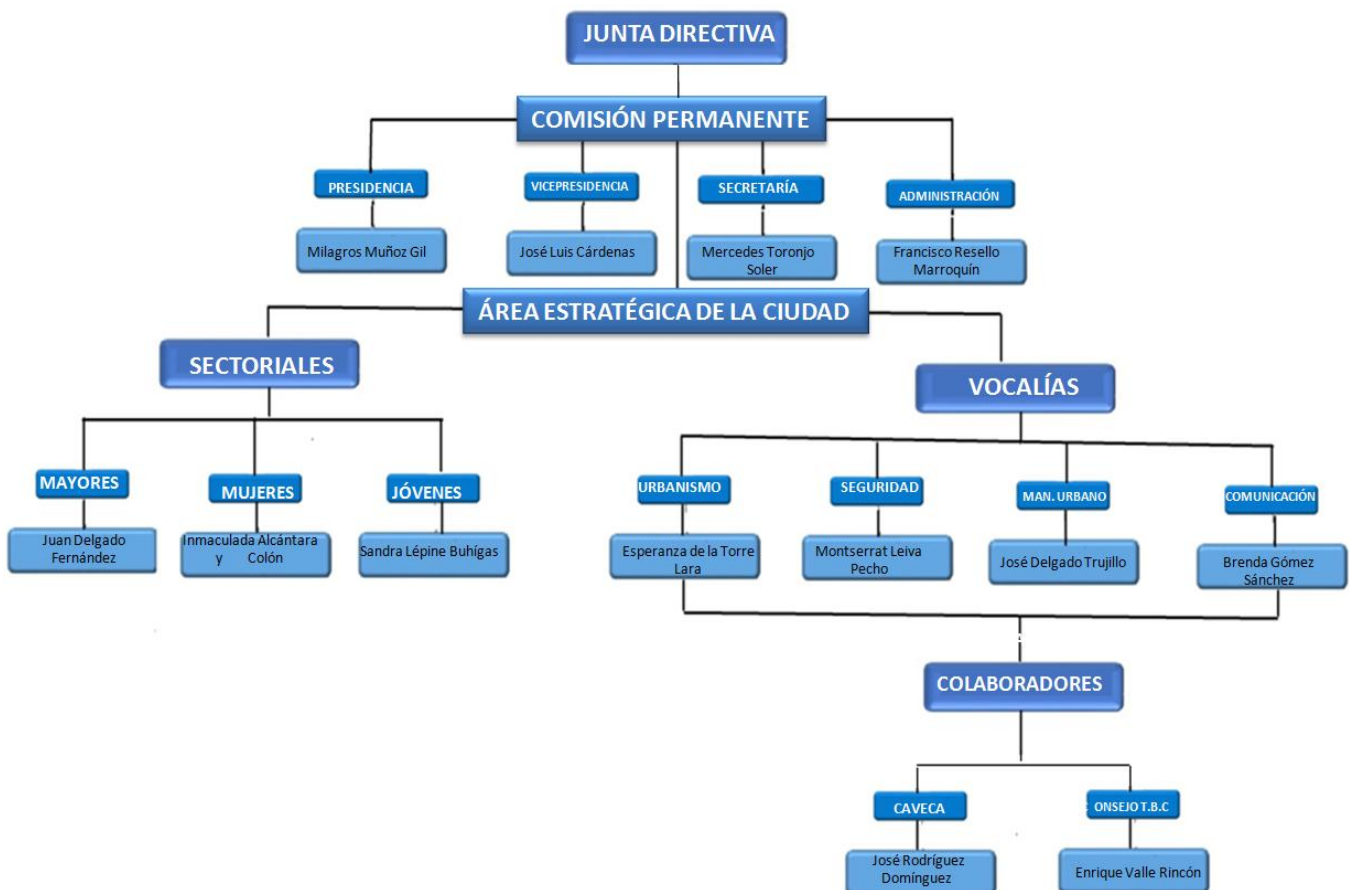 JUNTA DIRECTIVA
COMISIÓN PERMANENTE
PRESIDENCIA
VICEPRESIDENCIA
SECRETARÍA
ADMINISTRACIÓN
Milagros Muñoz Gil
José Luis Cárdenas
Mercedes Toronjo
Soler
Francisco Resello
Marroquín
ÁREA ESTRATÉGICA DE LA CIUDAD
SECTORIALES
VOCALÍAS
MAYORES
MUJERES
JÓVENES
URBANISMO
SEGURIDAD
MAN. URBANO
COMUNICACIÓN
Juan Delgado
Fernández
Inmaculada Alcántara
y Colón
Sandra Lépine Buhígas
Esperanza de la Torre
Lara
Montserrat Leiva
Pecho
José Delgado Trujillo
Brenda Gómez
Sánchez
COLABORADORES
CAVECA
CONSEJO T.B.C
José Rodríguez
Domínguez
Enrique Valle Rincón